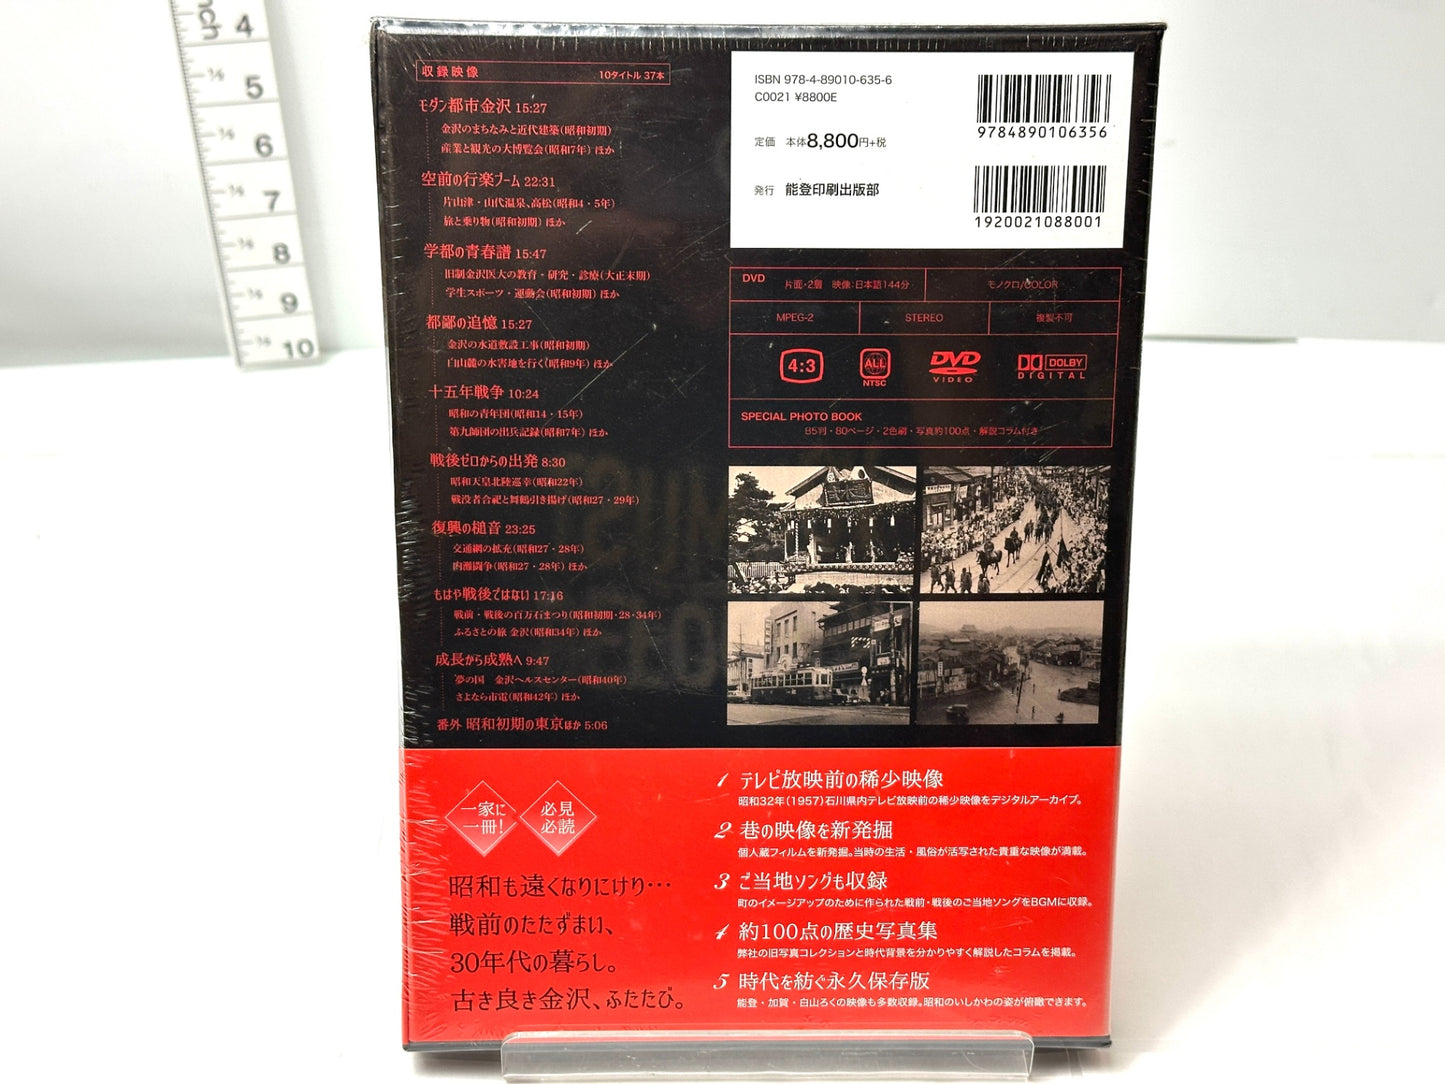 nch
4
5
6
7
8
9
10
収録映像 10タイトル 37本
モダン都市金沢 15:27
金沢のまちなみと近代建築(昭和初期)
産業と観光の大博覧会(昭和7年) ほか
空前の行楽ブーム 22:31
片山津・山代温泉、高松(昭和4・5年)
旅と乗り物(昭和初期) ほか
学都の青春譜 15:47
旧制金沢医大の教育・研究・診療(大正末期)
学生スポーツ・運動会(昭和初期) ほか
都鄙の追憶 15:27
金沢の水道敷設工事(昭和初期)
白山麓の水害地を行く(昭和9年) ほか
十五年戦争 10:24
昭和の青年団(昭和14・15年)
第九師団の出兵記録(昭和7年) ほか
戦後ゼロからの出発 8:30
昭和天皇北陸巡幸(昭和22年)
戦没者合祀と舞鶴引き揚げ(昭和27・29年)
復興の槌音 23:25
交通網の拡充(昭和27・28年)
内灘闘争(昭和27・28年) ほか
もはや戦後ではない 17:16
戦前・戦後の百万石まつり(昭和初期・28・34年)
ふるさとの旅 金沢(昭和34年) ほか
成長から成熟へ 9:47
夢の国 金沢ヘルスセンター(昭和40年)
さよなら市電(昭和42年) ほか
番外 昭和初期の東京ほか 5:06
ISBN 978-4-89010-635-6
C0021 ¥8800E
定価 本体8,800円+税
発行 能登印刷出版部
9784890106356
1920021088001
DVD 片面・2層 映像:日本語144分 モノクロ/COLOR
MPEG-2 STEREO 複製不可
4:3 ALL NTSC DVD VIDEO DOLBY DIGITAL
SPECIAL PHOTO BOOK
B5判・80ページ・2色刷・写真約100点・解説コラム付き
一家に
一冊!
必見
必読
昭和も遠くなりにけり…
戦前のたたずまい、
30年代の暮らし。
古き良き金沢、ふたたび。
1 テレビ放映前の稀少映像
昭和32年(1957)石川県内テレビ放映前の稀少映像をデジタルアーカイブ。
2 巷の映像を新発掘
個人蔵フィルムを新発掘。当時の生活・風俗が活写された貴重な映像が満載。
3 ご当地ソングも収録
町のイメージアップのために作られた戦前・戦後のご当地ソングをBGMに収録。
4 約100点の歴史写真集
弊社の旧写真コレクションと時代背景を分かりやすく解説したコラムを掲載。
5 時代を紡ぐ永久保存版
能登・加賀・白山ろくの映像も多数収録。昭和のいしかわの姿が俯瞰できます。